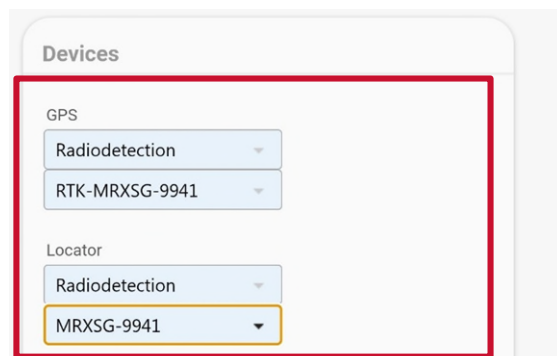 Devices
GPS
Radiodetection
RTK-MRXSG-9941
Locator
Radiodetection
MRXSG-9941